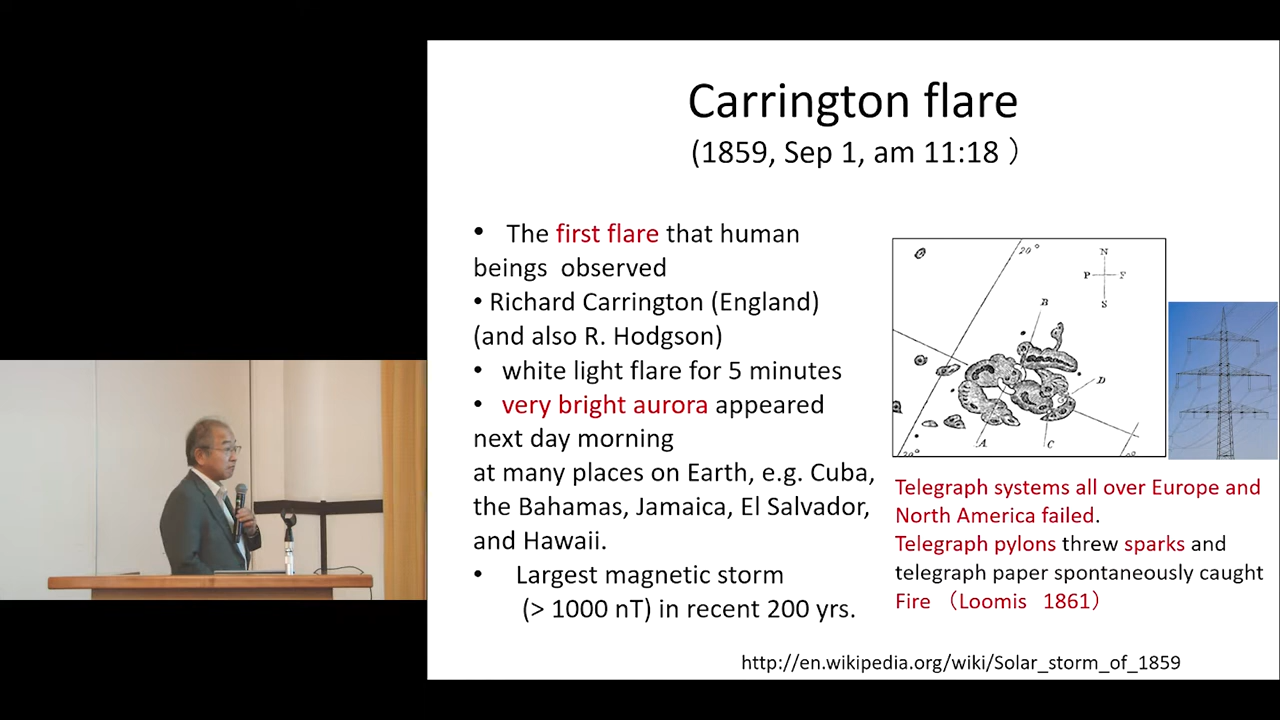 Carrington flare
(1859, Sep 1, am 11:18 ）
• The first flare that human
beings observed
• Richard Carrington (England)
(and also R. Hodgson)
• white light flare for 5 minutes
• very bright aurora appeared
next day morning
at many places on Earth, e.g. Cuba,
the Bahamas, Jamaica, El Salvador,
and Hawaii.
• Largest magnetic storm
(> 1000 nT) in recent 200 yrs.
20°
N
P F
S
B
D
A
C
Telegraph systems all over Europe and
North America failed.
Telegraph pylons threw sparks and
telegraph paper spontaneously caught
Fire （Loomis 1861）
http://en.wikipedia.org/wiki/Solar_storm_of_1859